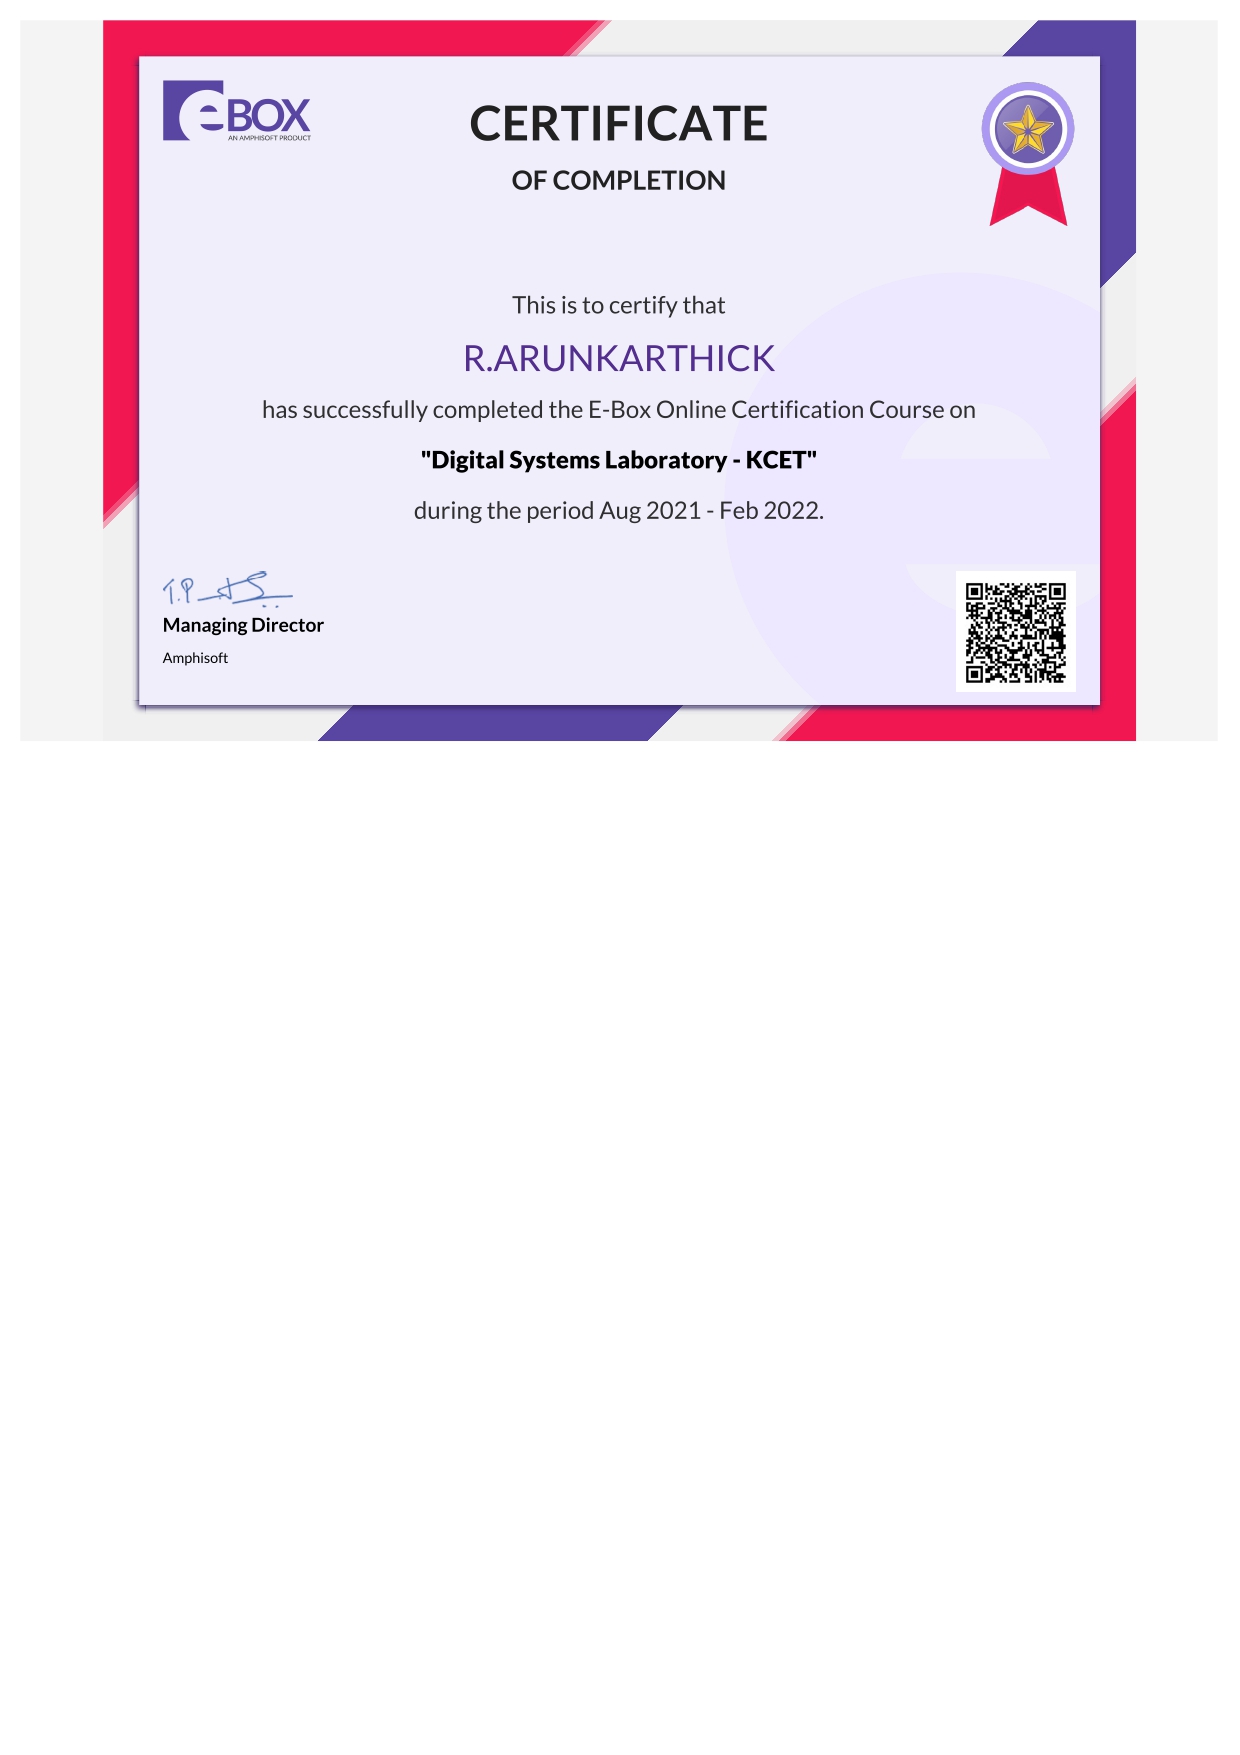 eBOX
AN AMPHISOFT PRODUCT
CERTIFICATE
OF COMPLETION
This is to certify that
R.ARUNKARTHICK
has successfully completed the E-Box Online Certification Course on
"Digital Systems Laboratory - KCET"
during the period Aug 2021 - Feb 2022.
T.P
Managing Director
Amphisoft